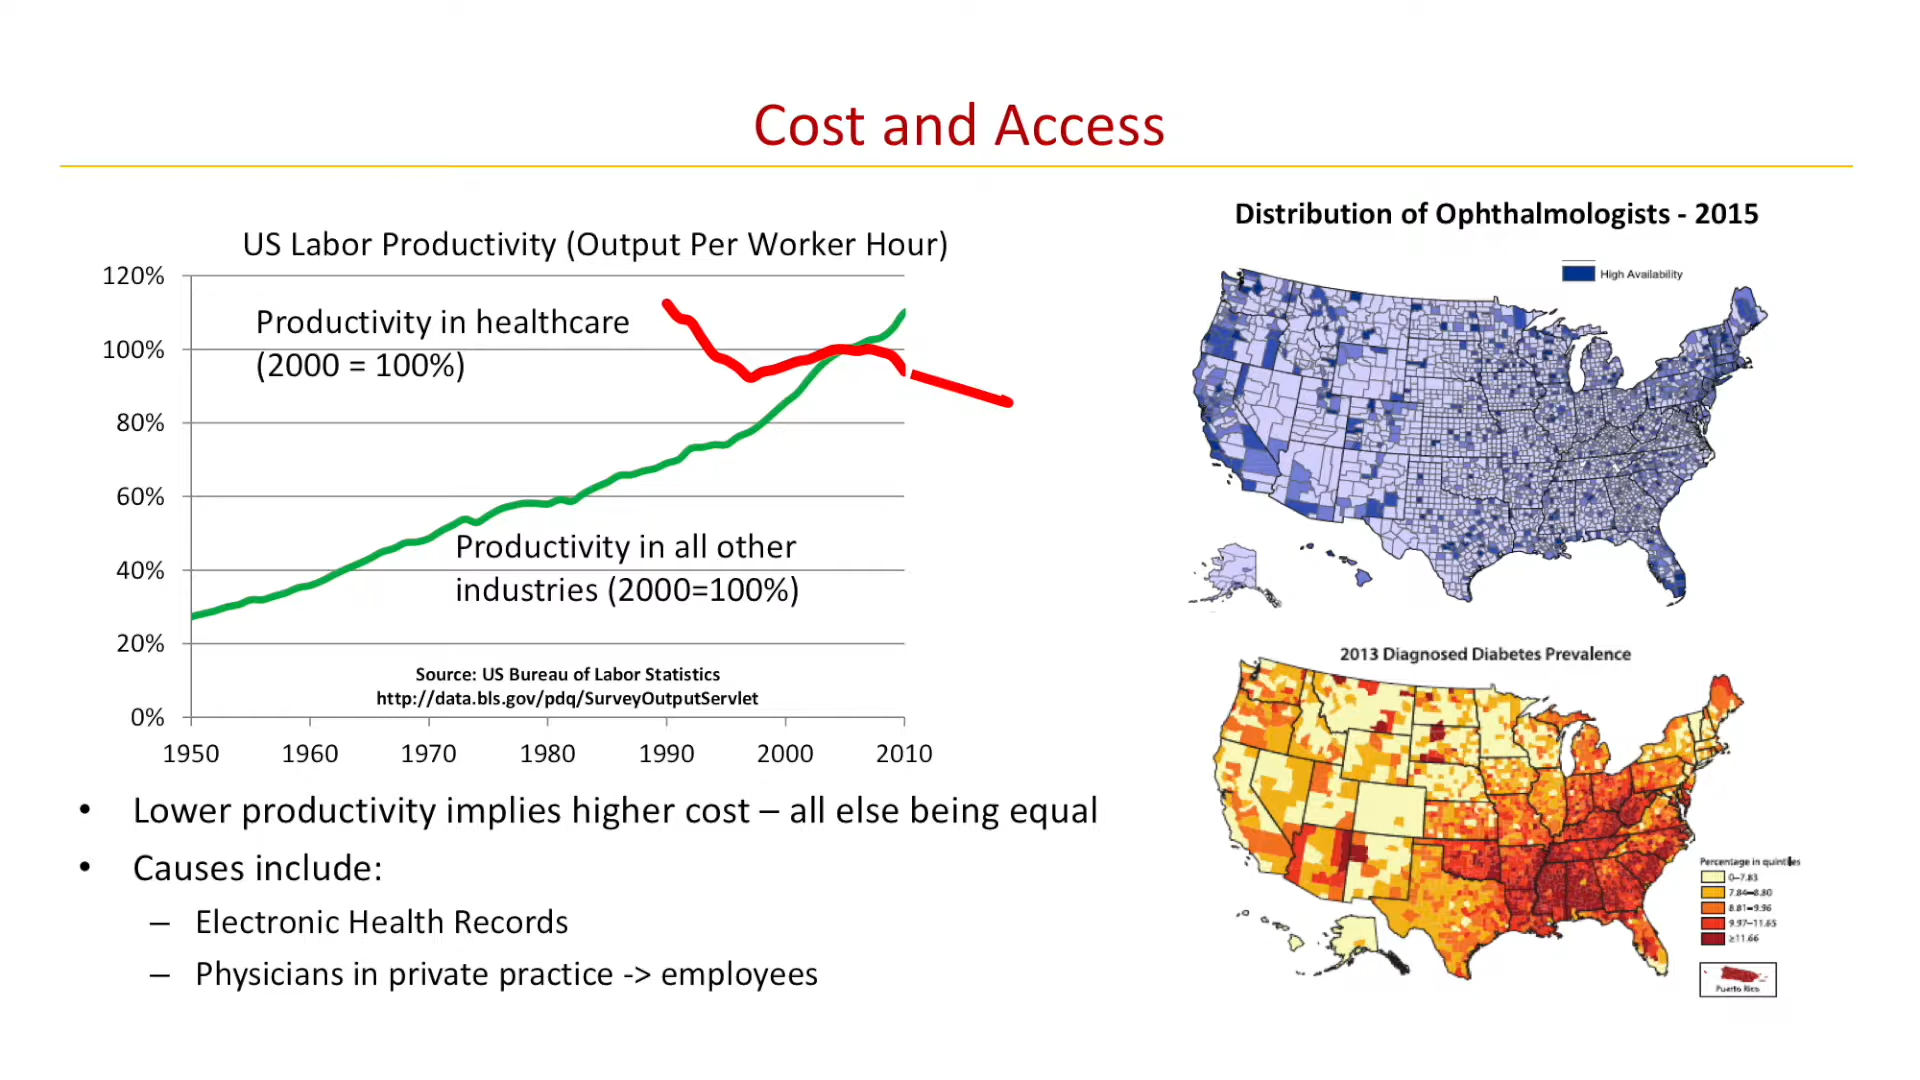 Cost and Access
US Labor Productivity (Output Per Worker Hour)
120%
100%
80%
60%
40%
20%
0%
Productivity in healthcare
(2000 = 100%)
Productivity in all other
industries (2000=100%)
Source: US Bureau of Labor Statistics
http://data.bls.gov/pdq/SurveyOutputServlet
1950 1960 1970 1980 1990 2000 2010
• Lower productivity implies higher cost – all else being equal
• Causes include:
– Electronic Health Records
– Physicians in private practice -> employees
Distribution of Ophthalmologists - 2015
High Availability
2013 Diagnosed Diabetes Prevalence
Percentage in quintiles
0–7.83
7.84–8.80
8.81–9.96
9.97–11.65
≥11.66
Puerto Rico